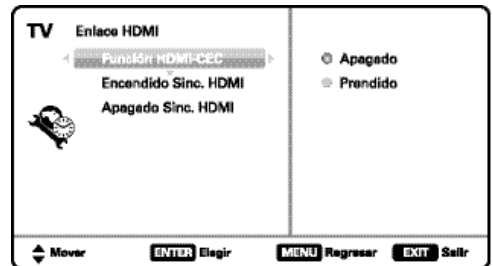 TV Enlace HDMI
Función HDMI-CEC
Encendido Sinc. HDMI
Apagado Sinc. HDMI
Apagado
Prendido
Mover ENTER Elegir MENU Regresar EXIT Salir